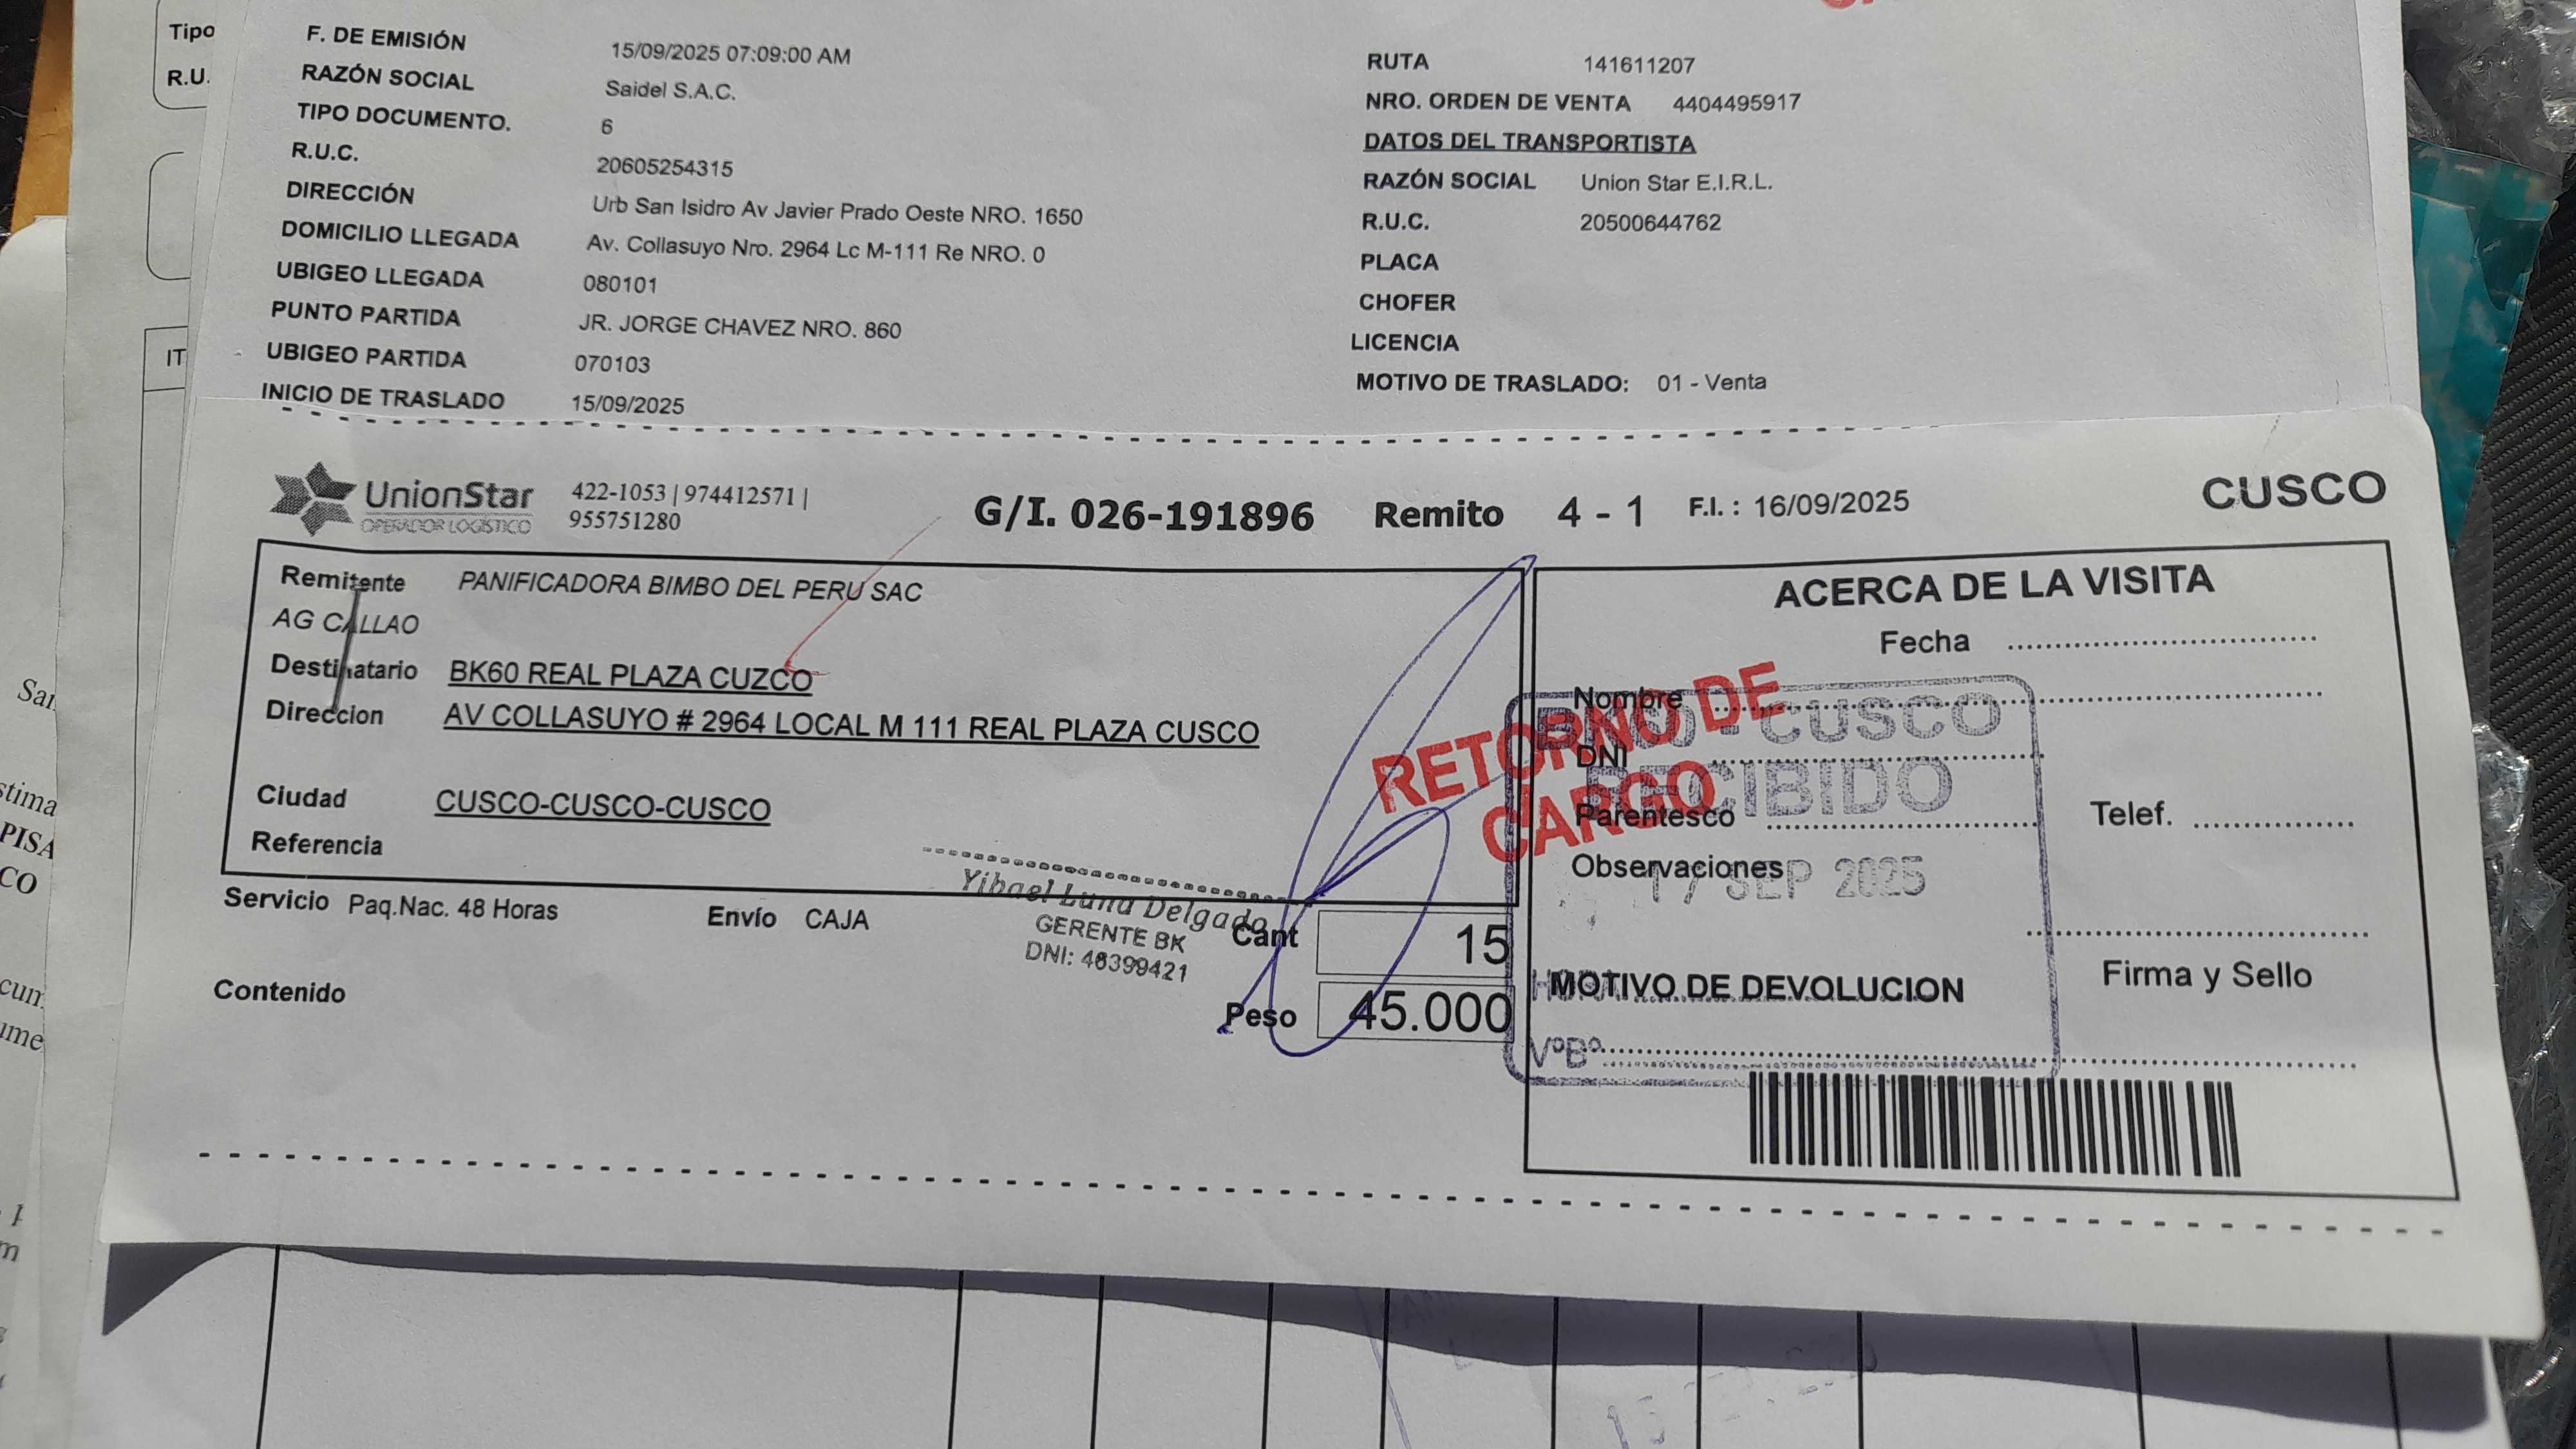 Tipo
R.U.
F. DE EMISIÓN 15/09/2025 07:09:00 AM
RAZÓN SOCIAL Saidel S.A.C.
TIPO DOCUMENTO. 6
R.U.C. 20605254315
DIRECCIÓN Urb San Isidro Av Javier Prado Oeste NRO. 1650
DOMICILIO LLEGADA Av. Collasuyo Nro. 2964 Lc M-111 Re NRO. 0
UBIGEO LLEGADA 080101
PUNTO PARTIDA JR. JORGE CHAVEZ NRO. 860
UBIGEO PARTIDA 070103
INICIO DE TRASLADO 15/09/2025
IT
RUTA 141611207
NRO. ORDEN DE VENTA 4404495917
DATOS DEL TRANSPORTISTA
RAZÓN SOCIAL Union Star E.I.R.L.
R.U.C. 20500644762
PLACA
CHOFER
LICENCIA
MOTIVO DE TRASLADO: 01 - Venta
UnionStar
OPERADOR LOGÍSTICO
422-1053 | 974412571 |
955751280
G/I. 026-191896 Remito 4 - 1 F.I. : 16/09/2025
CUSCO
Remitente PANIFICADORA BIMBO DEL PERU SAC
AG CALLAO
Destinatario BK60 REAL PLAZA CUZCO
Direccion AV COLLASUYO # 2964 LOCAL M 111 REAL PLAZA CUSCO
Ciudad CUSCO-CUSCO-CUSCO
Referencia
Servicio Paq.Nac. 48 Horas Envío CAJA
Cant 15
Peso 45.000
Contenido
Yibael Luna Delgado
GERENTE BK
DNI: 46399421
ACERCA DE LA VISITA
Fecha
Nombre
DNI
Parentesco
Telef.
Observaciones
Firma y Sello
MOTIVO DE DEVOLUCION
RETORNO DE
CARGO
CUSCO
RECIBIDO
17 SEP 2025
VºBº
PISA
CO